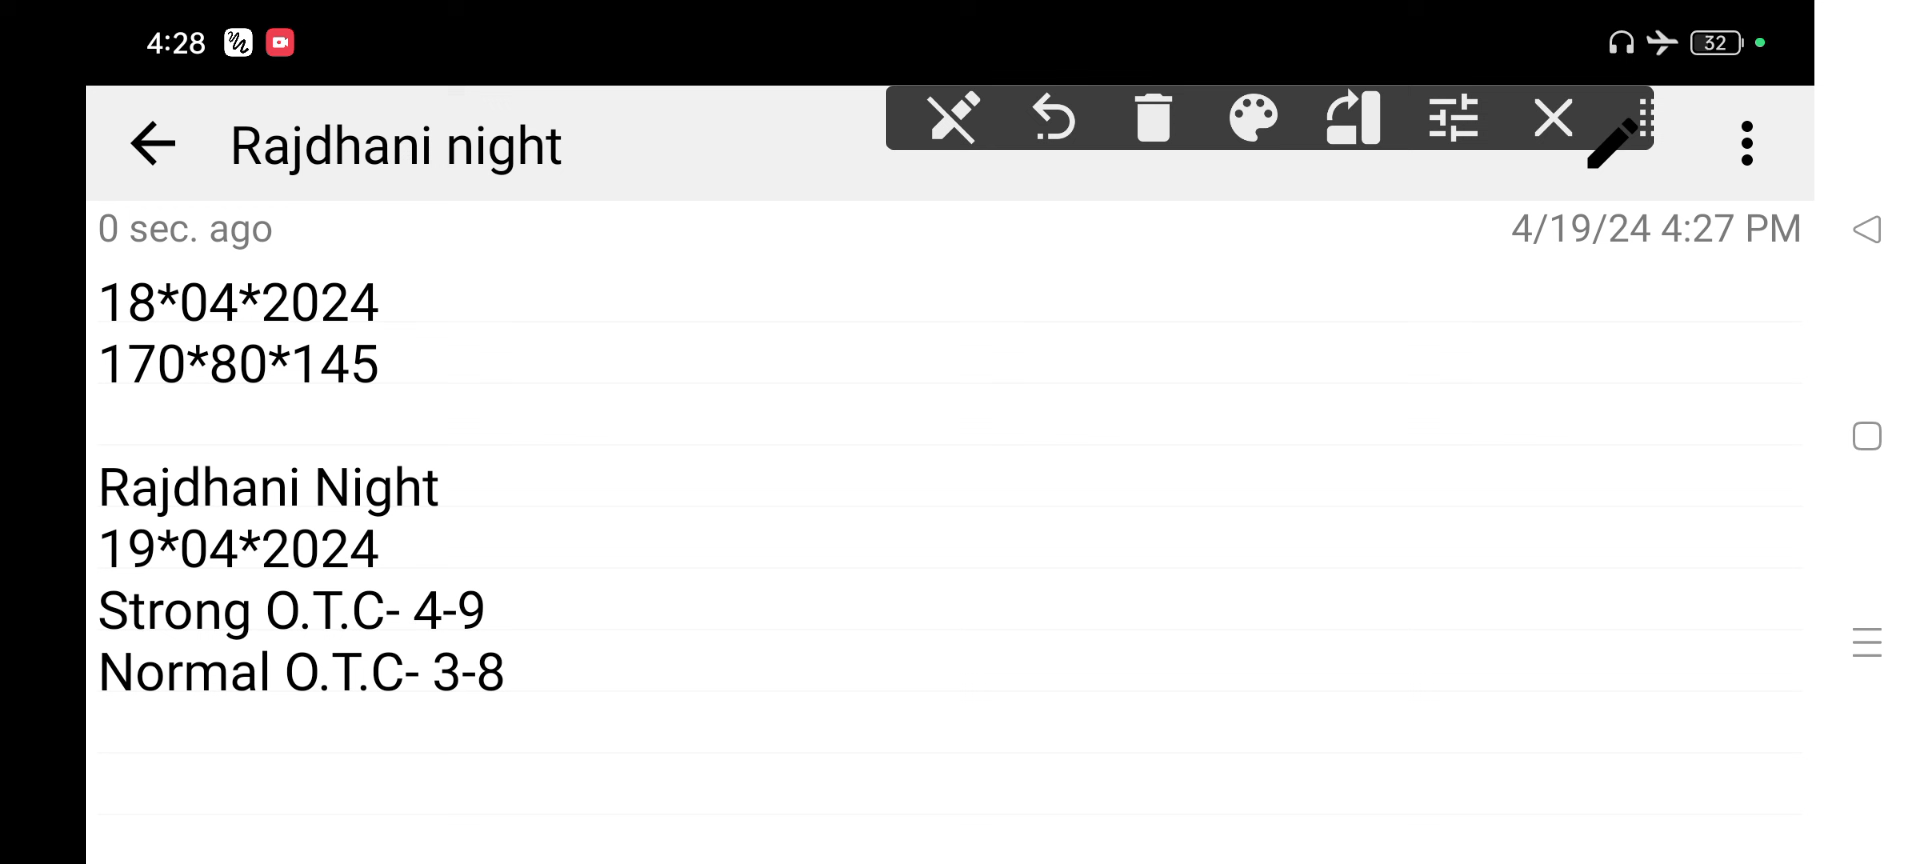 4:28
32
Rajdhani night
0 sec. ago 4/19/24 4:27 PM
18*04*2024
170*80*145
Rajdhani Night
19*04*2024
Strong O.T.C- 4-9
Normal O.T.C- 3-8